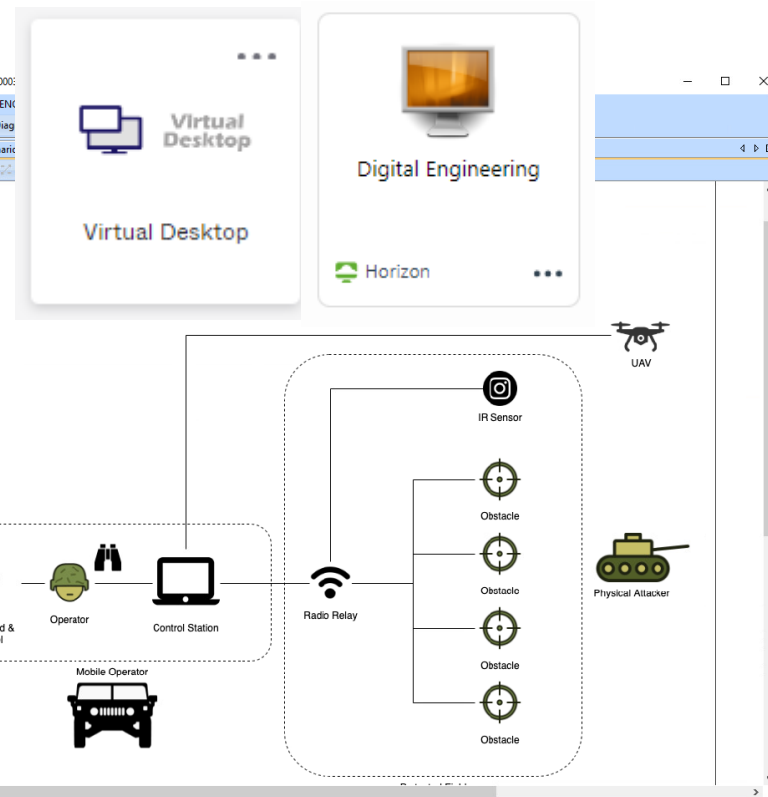 Virtual
Desktop
Virtual Desktop
Digital Engineering
Horizon
UAV
IR Sensor
Obstacle
Obstacle
Obstacle
Obstacle
Physical Attacker
Radio Relay
Operator
Control Station
d &
Mobile Operator